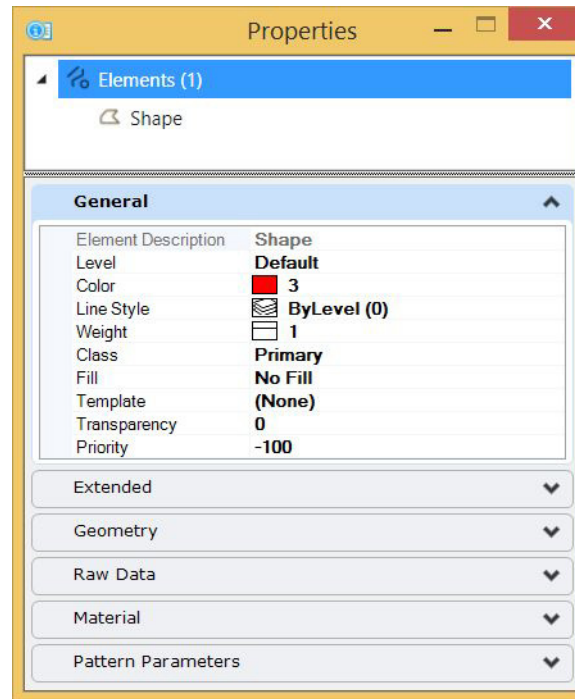 Properties
Elements (1)
Shape
General
Element Description Shape
Level Default
Color 3
Line Style ByLevel (0)
Weight 1
Class Primary
Fill No Fill
Template (None)
Transparency 0
Priority -100
Extended
Geometry
Raw Data
Material
Pattern Parameters